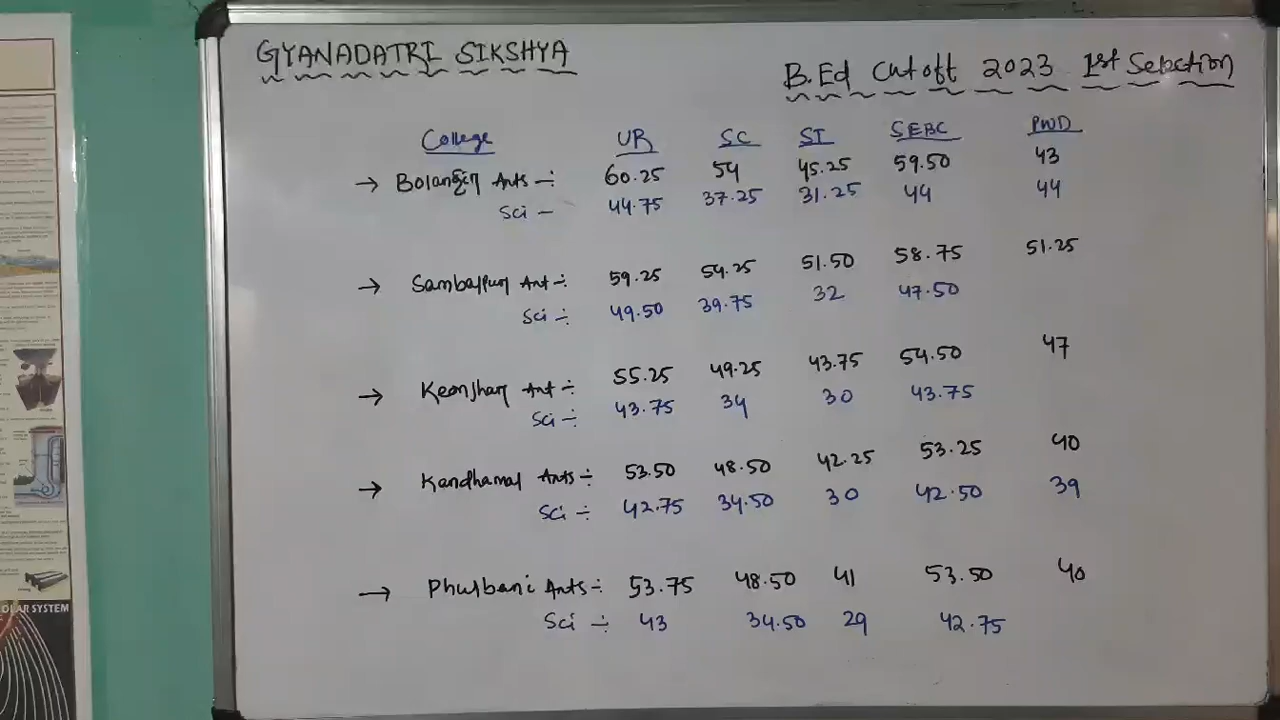 GYANADATRI SIKSHYA
B.Ed Cutoff 2023 1st Selection
College UR SC ST SEBC PWD
→ Bolangir Arts ÷ 60.25 54 45.25 59.50 43
Sci - 44.75 37.25 31.25 44 44
→ Sambalpur Art ÷ 59.25 54.25 51.50 58.75 51.25
Sci ÷ 49.50 39.75 32 47.50
→ Keonjhar Art ÷ 55.25 49.25 43.75 54.50 47
Sci ÷ 43.75 34 30 43.75
→ Kandhamal Arts ÷ 53.50 48.50 42.25 53.25 40
Sci ÷ 42.75 34.50 30 42.50 39
→ Phulbani Arts ÷ 53.75 48.50 41 53.50 40
Sci ÷ 43 34.50 29 42.75
OLAR SYSTEM